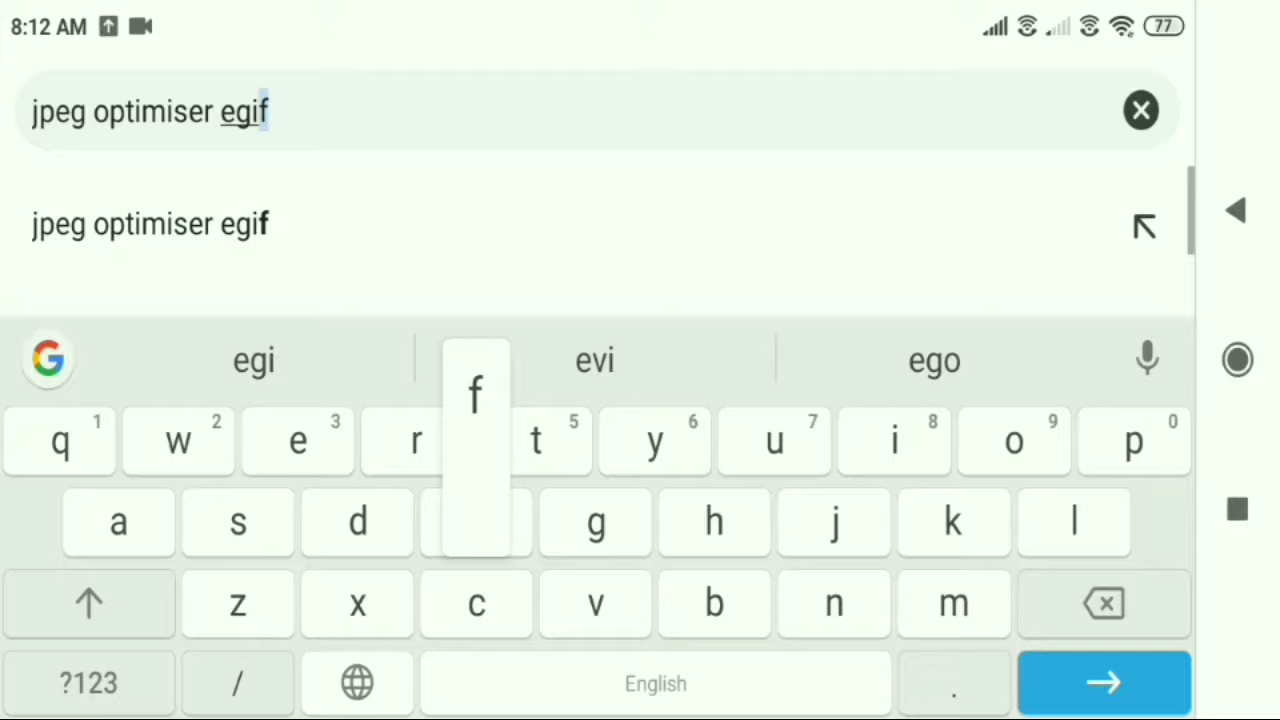 8:12 AM 77
jpeg optimiser egif
jpeg optimiser egif
G egi evi ego
f
q 1 w 2 e 3 r t 5 y 6 u 7 i 8 o 9 p 0
a s d g h j k l
z x c v b n m
?123 / English .